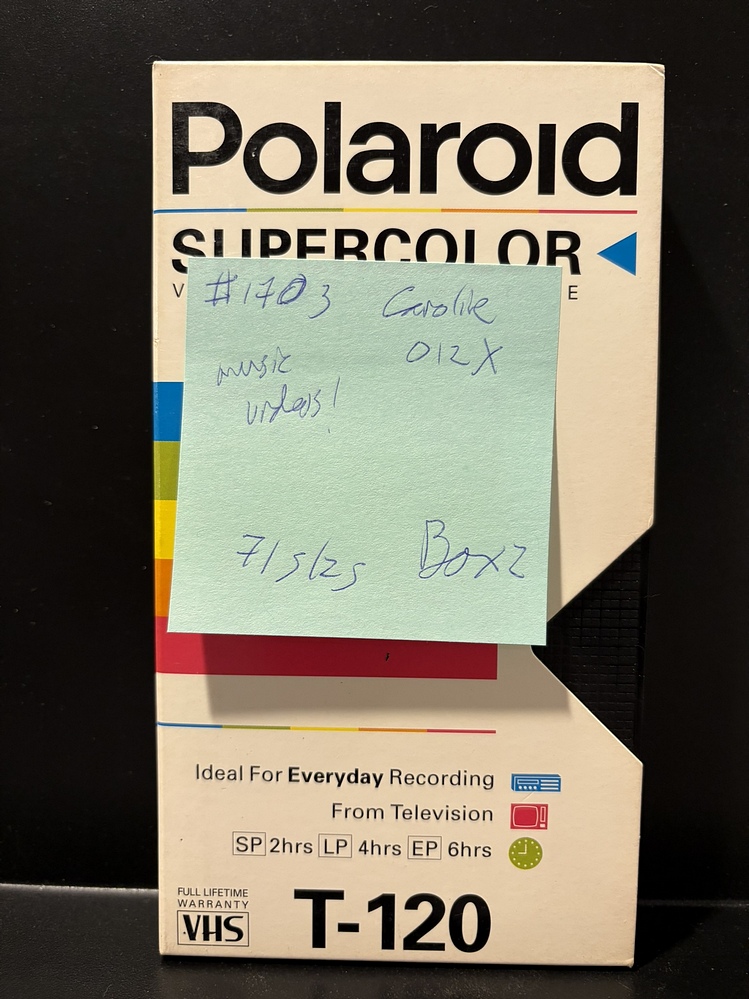 Polaroid
SUPERCOLOR
V E
#1703 Caroline
012X
music
videos!
7/5/25 Box2
Ideal For Everyday Recording
From Television
SP 2hrs LP 4hrs EP 6hrs
FULL LIFETIME
WARRANTY
VHS T-120